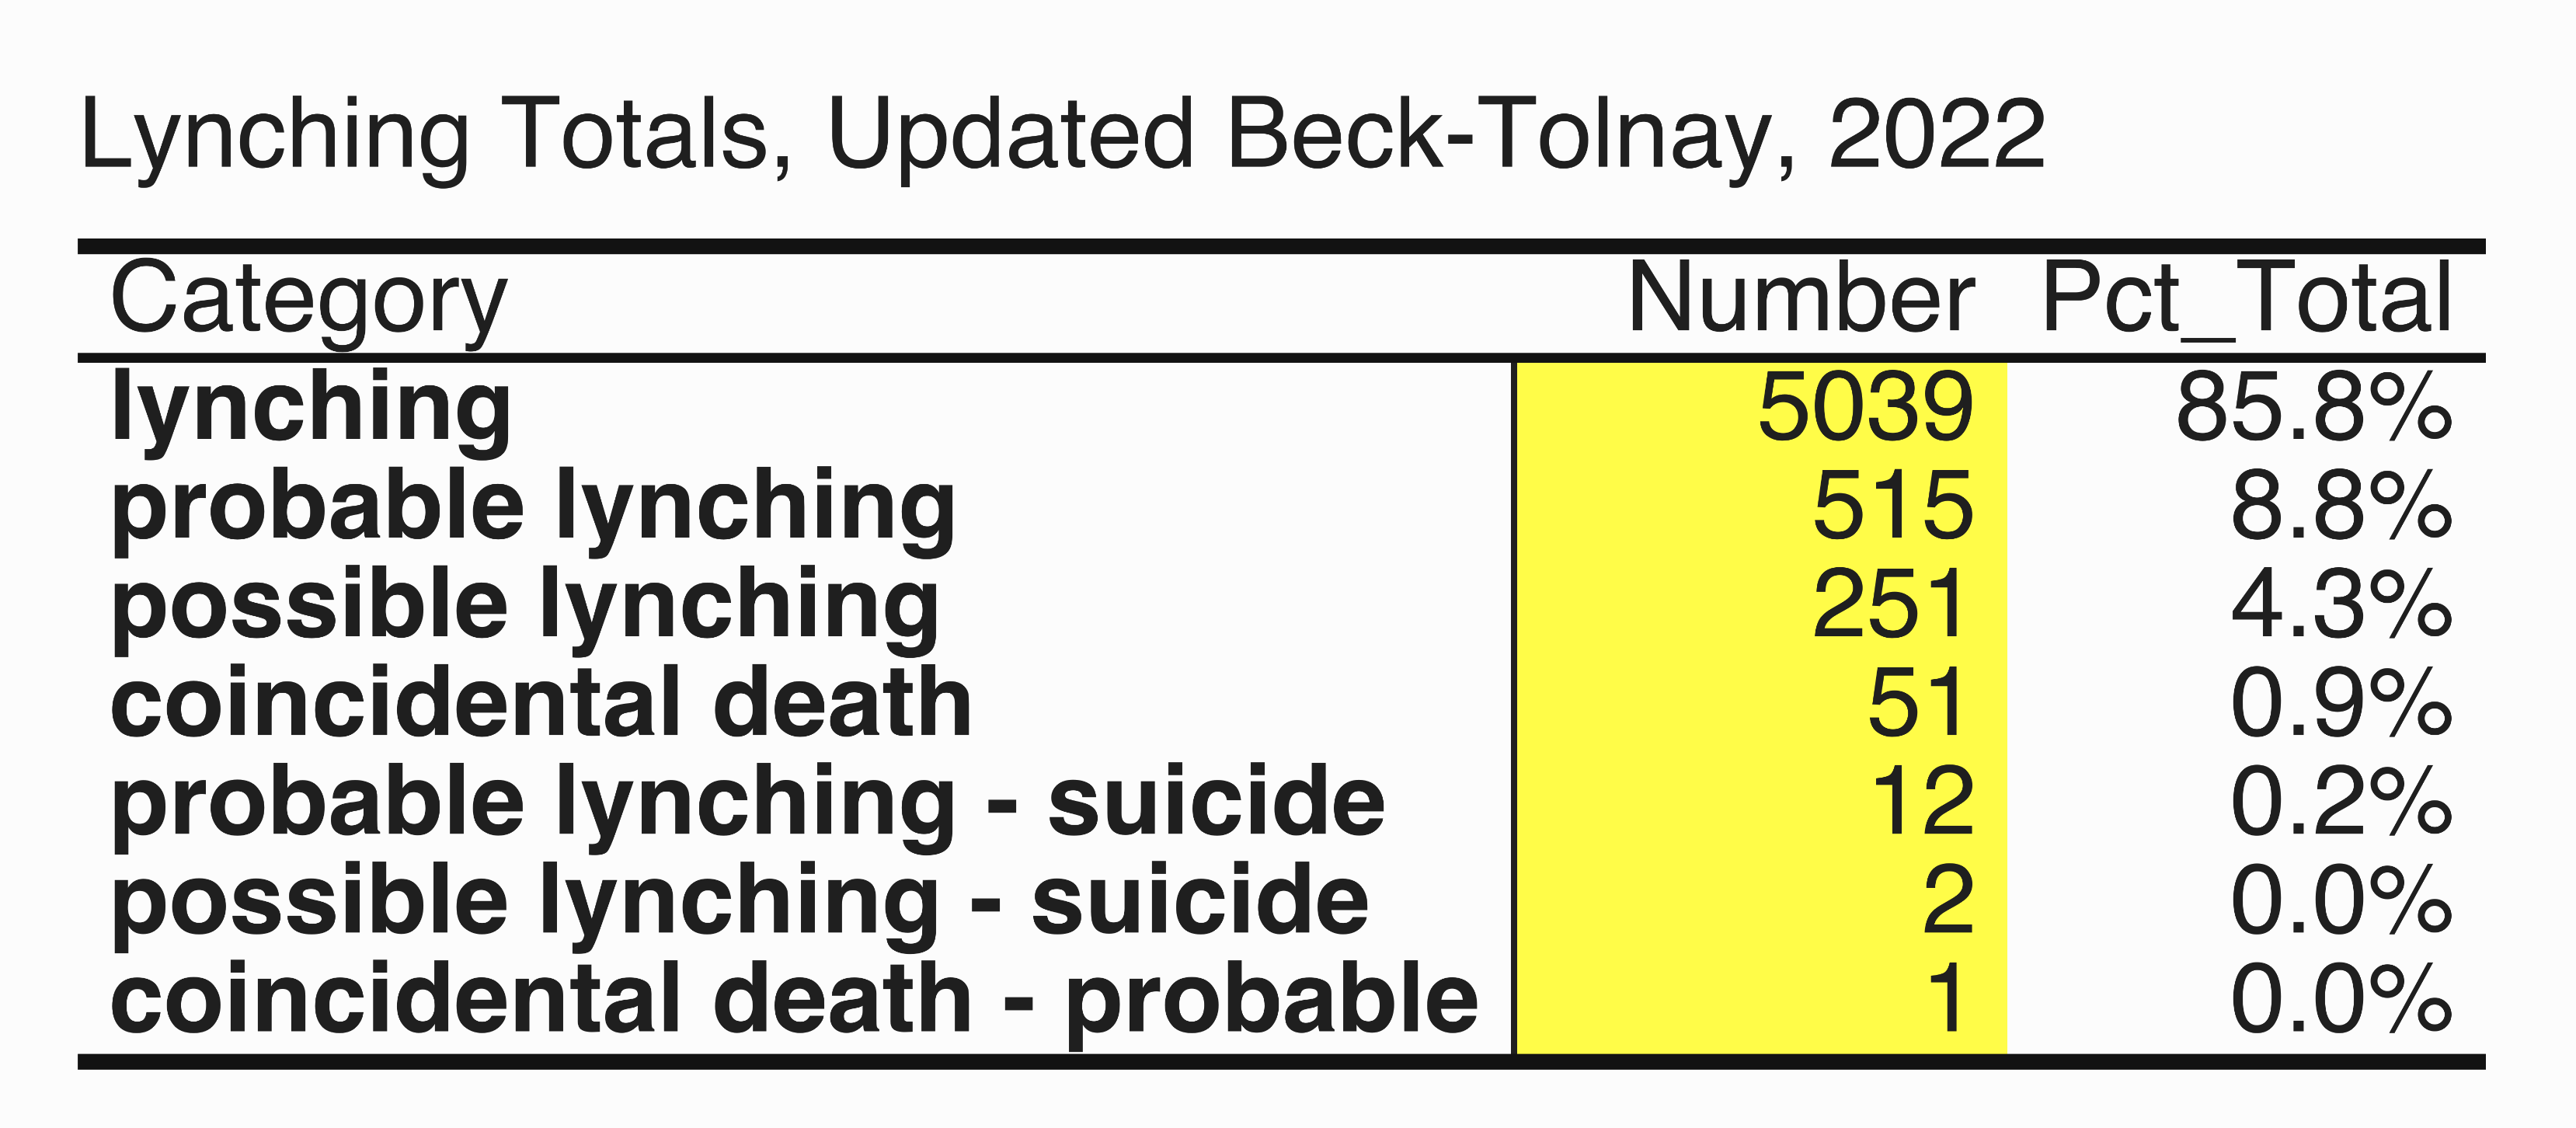 Lynching Totals, Updated Beck-Tolnay, 2022
Category Number Pct_Total
lynching 5039 85.8%
probable lynching 515 8.8%
possible lynching 251 4.3%
coincidental death 51 0.9%
probable lynching - suicide 12 0.2%
possible lynching - suicide 2 0.0%
coincidental death - probable 1 0.0%